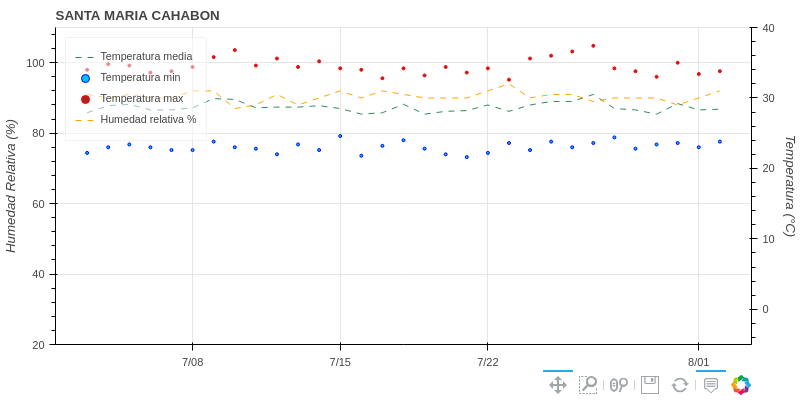 SANTA MARIA CAHABON
Temperatura media
Temperatura min
Temperatura max
Humedad relativa %
Humedad Relativa (%)
100
80
60
40
20
Temperatura (°C)
40
30
20
10
0
7/08
7/15
7/22
8/01